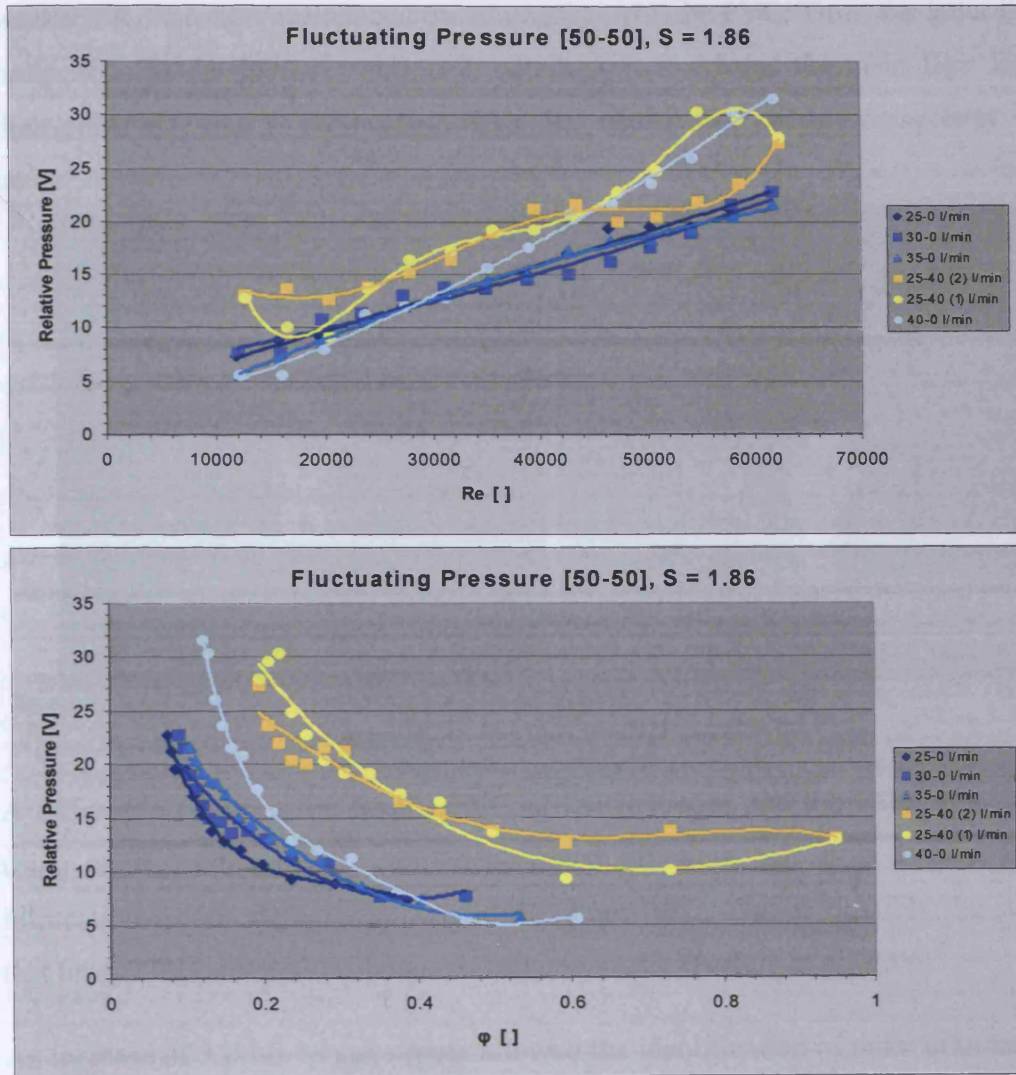 Fluctuating Pressure [50-50], S = 1.86
Relative Pressure [V]
35
30
25
20
15
10
5
0
0
10000
20000
30000
40000
50000
60000
70000
Re [ ]
25-0 l/min
30-0 l/min
35-0 l/min
25-40 (2) l/min
25-40 (1) l/min
40-0 l/min
Fluctuating Pressure [50-50], S = 1.86
Relative Pressure [V]
35
30
25
20
15
10
5
0
0
0.2
0.4
0.6
0.8
1
φ [ ]
25-0 l/min
30-0 l/min
35-0 l/min
25-40 (2) l/min
25-40 (1) l/min
40-0 l/min